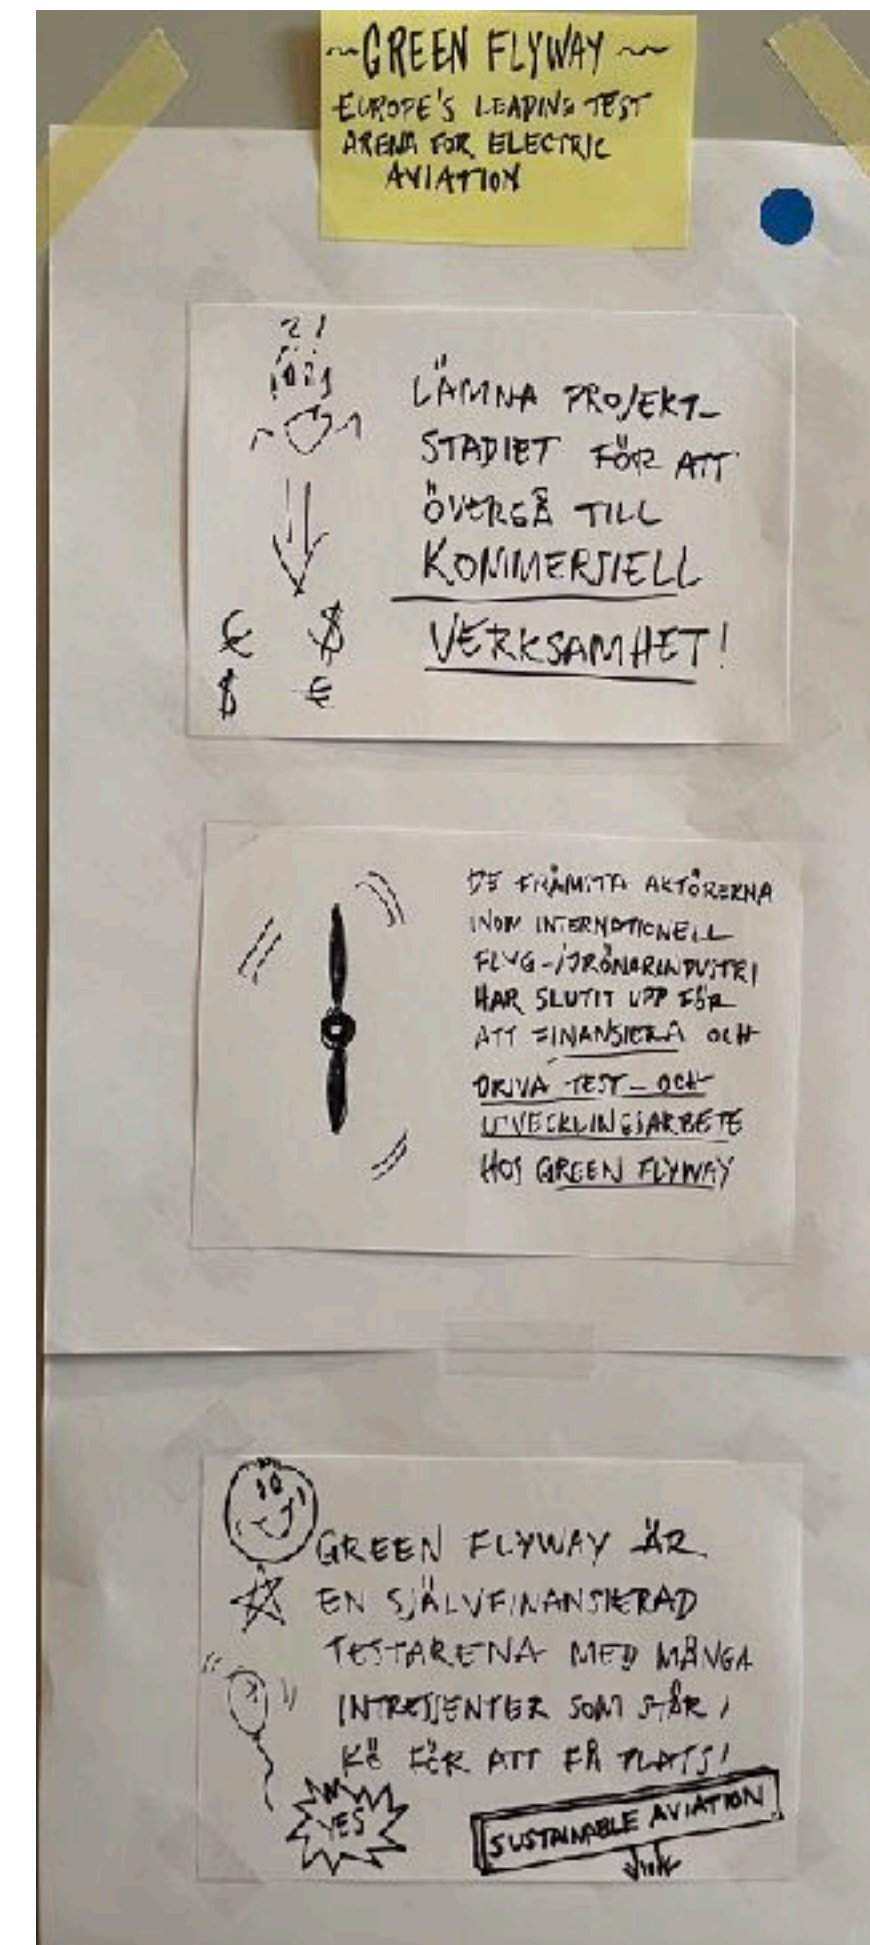 ~GREEN FLYWAY~
EUROPE'S LEADING TEST
ARENA FOR ELECTRIC
AVIATION
LÄMNA PROJEKT-
STADIET FÖR ATT
ÖVERGÅ TILL
KOMMERSIELL
VERKSAMHET!
€ $
$ €
DE FRÄMSTA AKTÖRERNA
INOM INTERNATIONELL
FLYG-/DRÖNARINDUSTRI
HAR SLUTIT UPP FÖR
ATT FINANSIERA OCH
DRIVA TEST- OCH
UTVECKLINGSARBETE
HOS GREEN FLYWAY
GREEN FLYWAY ÄR
EN SJÄLVFINANSIERAD
TESTARENA MED MÅNGA
INTRESSENTER SOM STÅR I
KÖ FÖR ATT FÅ PLATS!
YES
SUSTAINABLE AVIATION